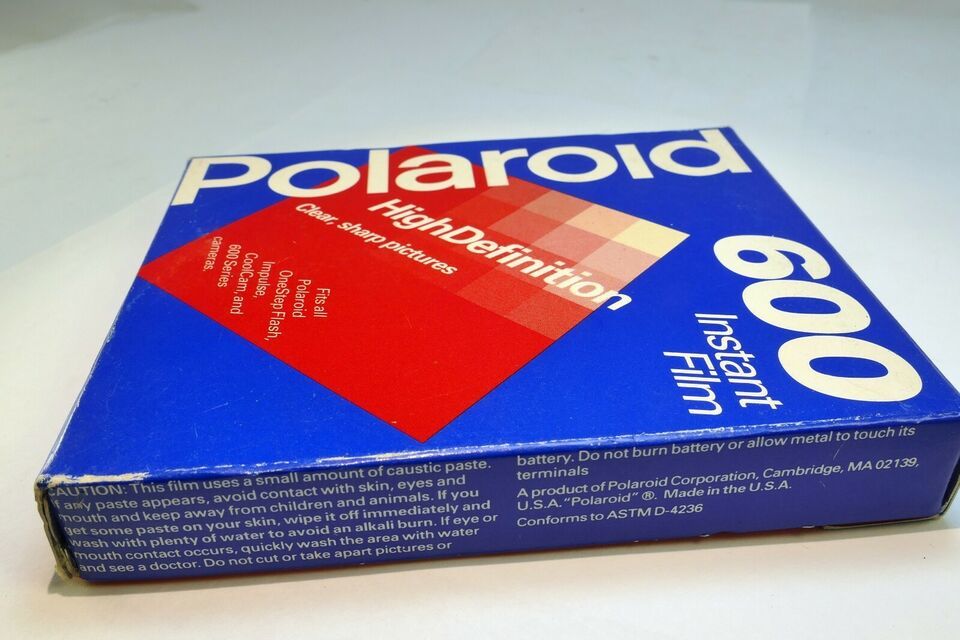 Polaroid
HighDefinition
Clear, sharp pictures
Fits all
Polaroid
OneStep Flash,
Impulse,
CoolCam, and
600 Series
cameras.
600
Instant
Film
CAUTION: This film uses a small amount of caustic paste.
If any paste appears, avoid contact with skin, eyes and
mouth and keep away from children and animals. If you
get some paste on your skin, wipe it off immediately and
wash with plenty of water to avoid an alkali burn. If eye or
mouth contact occurs, quickly wash the area with water
and see a doctor. Do not cut or take apart pictures or
battery. Do not burn battery or allow metal to touch its
terminals
A product of Polaroid Corporation, Cambridge, MA 02139,
U.S.A. "Polaroid" ®. Made in the U.S.A.
Conforms to ASTM D-4236